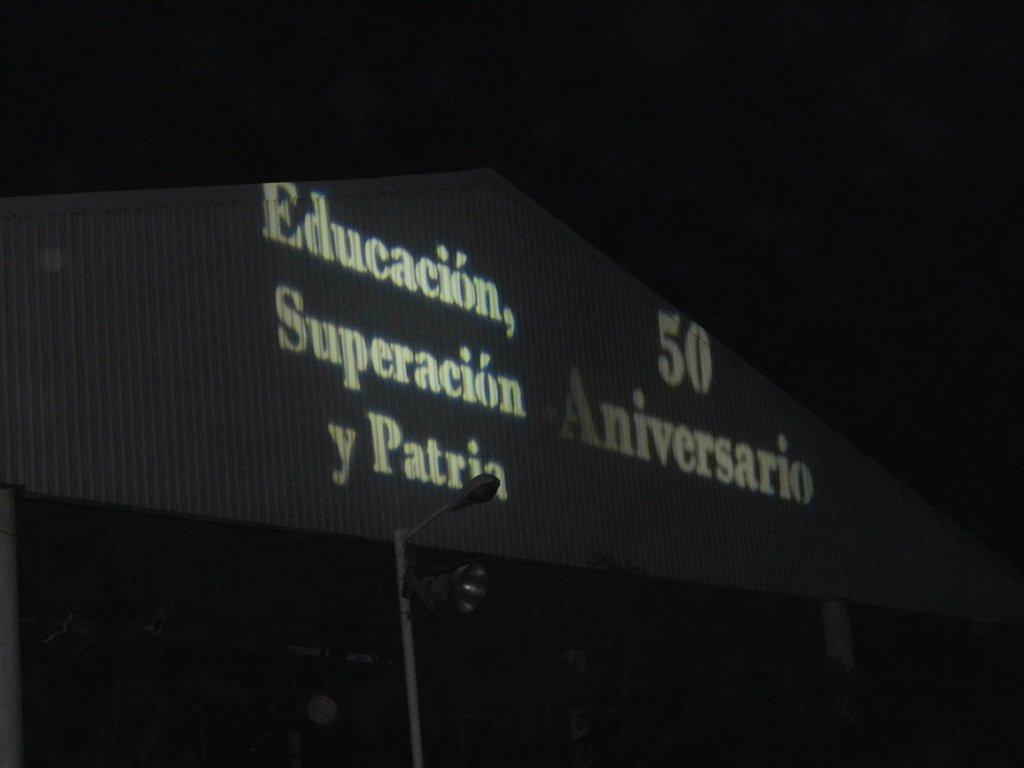 Educación,
Superación
y Patria
50
Aniversario